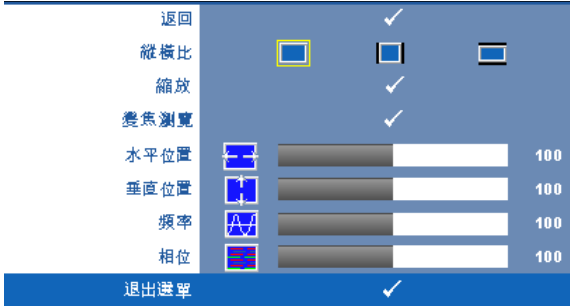 返回
縱橫比
縮放
變焦瀏覽
水平位置 100
垂直位置 100
頻率 100
相位 100
退出選單